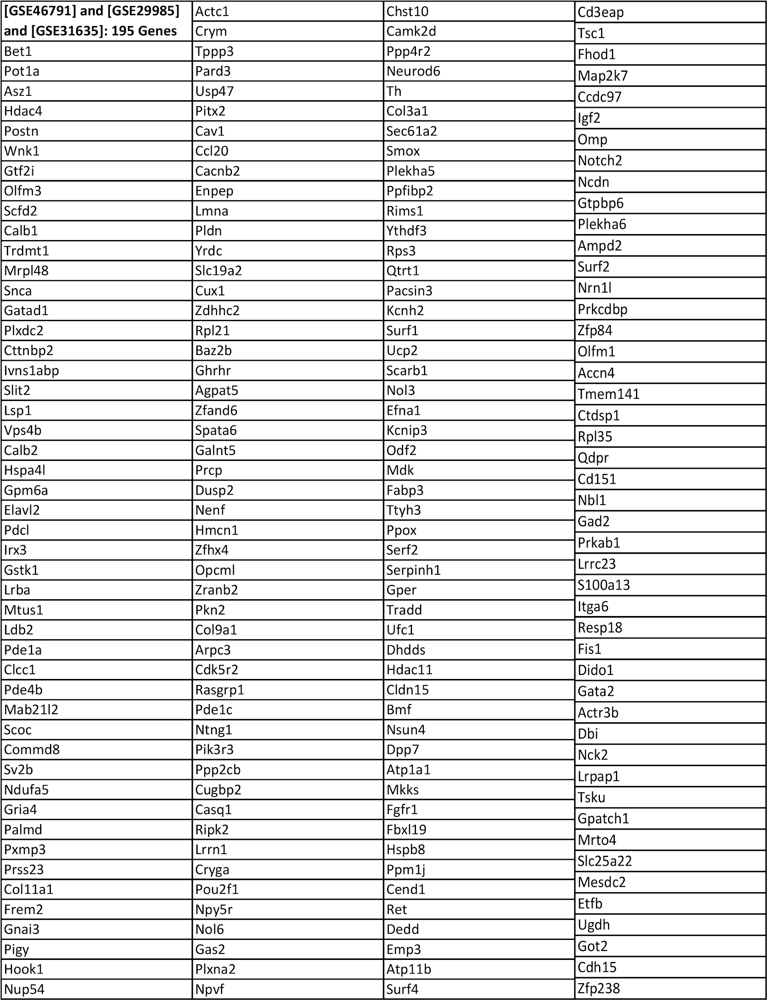 [GSE46791] and [GSE29985]
and [GSE31635]: 195 Genes
Bet1
Pot1a
Asz1
Hdac4
Postn
Wnk1
Gtf2i
Olfm3
Scfd2
Calb1
Trdmt1
Mrpl48
Snca
Gatad1
Plxdc2
Cttnbp2
Ivns1abp
Slit2
Lsp1
Vps4b
Calb2
Hspa4l
Gpm6a
Elavl2
Pdcl
Irx3
Gstk1
Lrba
Mtus1
Ldb2
Pde1a
Clcc1
Pde4b
Mab21l2
Scoc
Commd8
Sv2b
Ndufa5
Gria4
Palmd
Pxmp3
Prss23
Col11a1
Frem2
Gnai3
Pigy
Hook1
Nup54
Actc1
Crym
Tppp3
Pard3
Usp47
Pitx2
Cav1
Ccl20
Cacnb2
Enpep
Lmna
Pldn
Yrdc
Slc19a2
Cux1
Zdhhc2
Rpl21
Baz2b
Ghrhr
Agpat5
Zfand6
Spata6
Galnt5
Prcp
Dusp2
Nenf
Hmcn1
Zfhx4
Opcml
Zranb2
Pkn2
Col9a1
Arpc3
Cdk5r2
Rasgrp1
Pde1c
Ntng1
Pik3r3
Ppp2cb
Cugbp2
Casq1
Ripk2
Lrrn1
Cryga
Pou2f1
Npy5r
Nol6
Gas2
Plxna2
Npvf
Chst10
Camk2d
Ppp4r2
Neurod6
Th
Col3a1
Sec61a2
Smox
Plekha5
Ppfibp2
Rims1
Ythdf3
Rps3
Qtrt1
Pacsin3
Kcnh2
Surf1
Ucp2
Scarb1
Nol3
Efna1
Kcnip3
Odf2
Mdk
Fabp3
Ttyh3
Ppox
Serf2
Serpinh1
Gper
Tradd
Ufc1
Dhdds
Hdac11
Cldn15
Bmf
Nsun4
Dpp7
Atp1a1
Mkks
Fgfr1
Fbxl19
Hspb8
Ppm1j
Cend1
Ret
Dedd
Emp3
Atp11b
Surf4
Cd3eap
Tsc1
Fhod1
Map2k7
Ccdc97
Igf2
Omp
Notch2
Ncdn
Gtpbp6
Plekha6
Ampd2
Surf2
Nrn1l
Prkcdbp
Zfp84
Olfm1
Accn4
Tmem141
Ctdsp1
Rpl35
Qdpr
Cd151
Nbl1
Gad2
Prkab1
Lrrc23
S100a13
Itga6
Resp18
Fis1
Dido1
Gata2
Actr3b
Dbi
Nck2
Lrpap1
Tsku
Gpatch1
Mrto4
Slc25a22
Mesdc2
Etfb
Ugdh
Got2
Cdh15
Zfp238